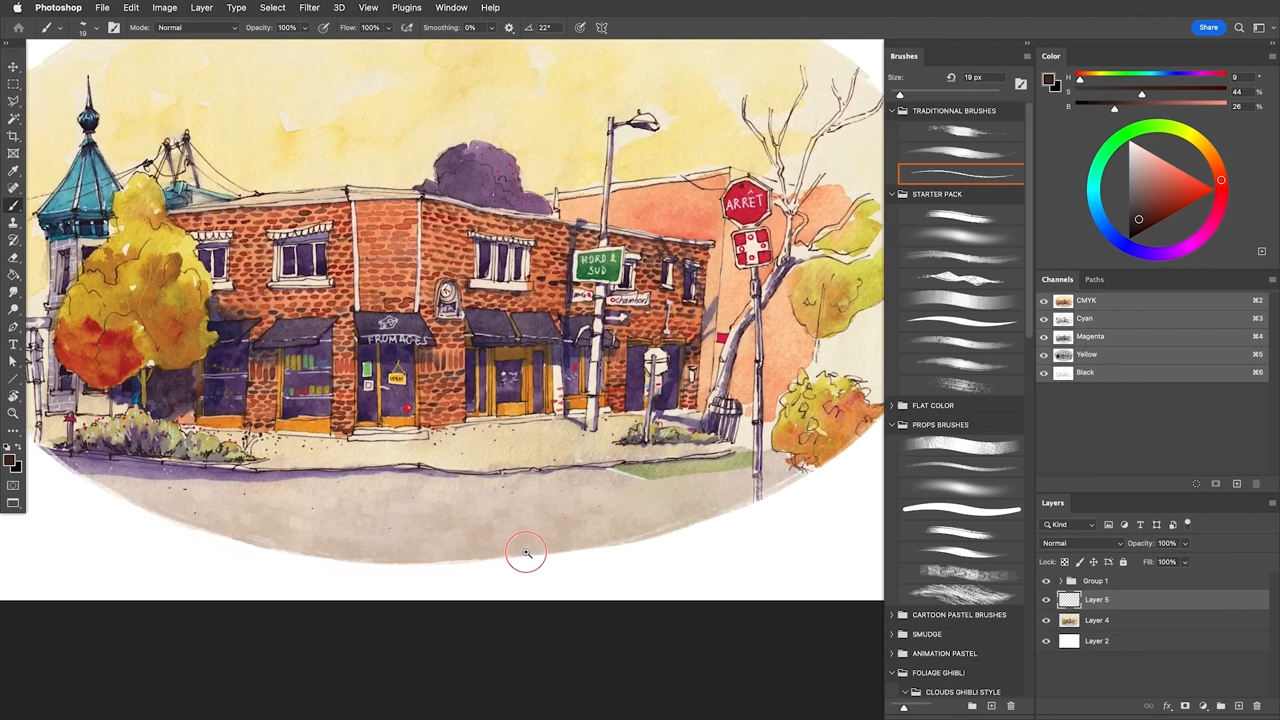 Photoshop File Edit Image Layer Type Select Filter 3D View Plugins Window Help
19 Mode: Normal Opacity: 100% Flow: 100% Smoothing: 0% 22° Share
Brushes
Size: 19 px
TRADITIONNAL BRUSHES
STARTER PACK
FLAT COLOR
PROPS BRUSHES
CARTOON PASTEL BRUSHES
SMUDGE
ANIMATION PASTEL
FOLIAGE GHIBLI
CLOUDS GHIBLI STYLE
Color
H 9 °
S 44 %
B 26 %
Channels Paths
CMYK ⌘2
Cyan ⌘3
Magenta ⌘4
Yellow ⌘5
Black ⌘6
Layers
Kind
Normal Opacity: 100%
Lock: Fill: 100%
Group 1
Layer 5
Layer 4
Layer 2
fx
ARRÊT
NORD &
SUD
chambord
FROMAGES
OPEN